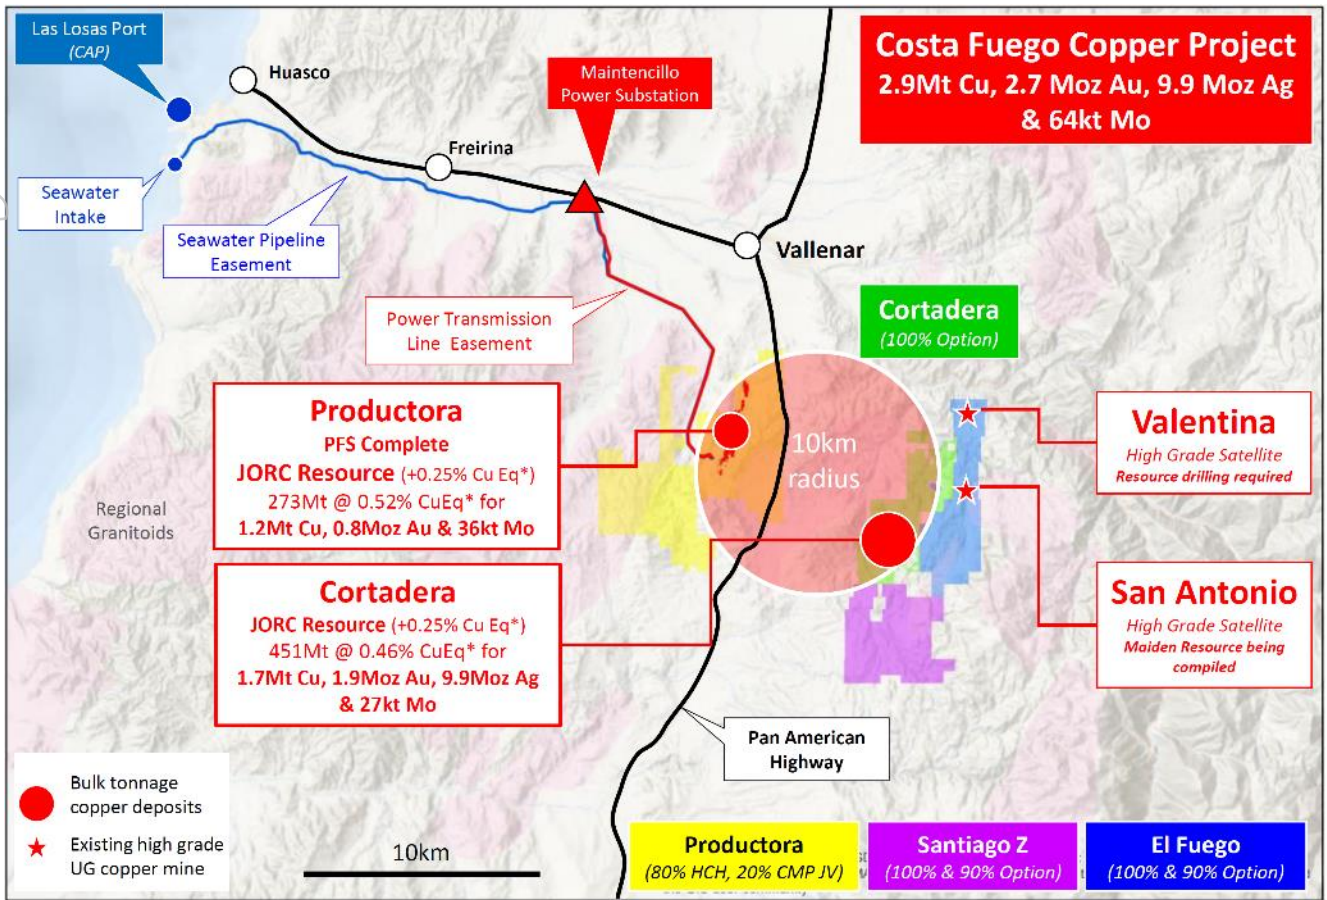 Las Losas Port
(CAP)
Huasco
Maintencillo
Power Substation
Costa Fuego Copper Project
2.9Mt Cu, 2.7 Moz Au, 9.9 Moz Ag
& 64kt Mo
Freirina
Seawater
Intake
Seawater Pipeline
Easement
Vallenar
Power Transmission
Line Easement
Cortadera
(100% Option)
Productora
PFS Complete
JORC Resource (+0.25% Cu Eq*)
273Mt @ 0.52% CuEq* for
1.2Mt Cu, 0.8Moz Au & 36kt Mo
10km
radius
Valentina
High Grade Satellite
Resource drilling required
Regional
Granitoids
Cortadera
JORC Resource (+0.25% Cu Eq*)
451Mt @ 0.46% CuEq* for
1.7Mt Cu, 1.9Moz Au, 9.9Moz Ag
& 27kt Mo
San Antonio
High Grade Satellite
Maiden Resource being
compiled
Pan American
Highway
Bulk tonnage
copper deposits
Existing high grade
UG copper mine
10km
Productora
(80% HCH, 20% CMP JV)
Santiago Z
(100% & 90% Option)
El Fuego
(100% & 90% Option)